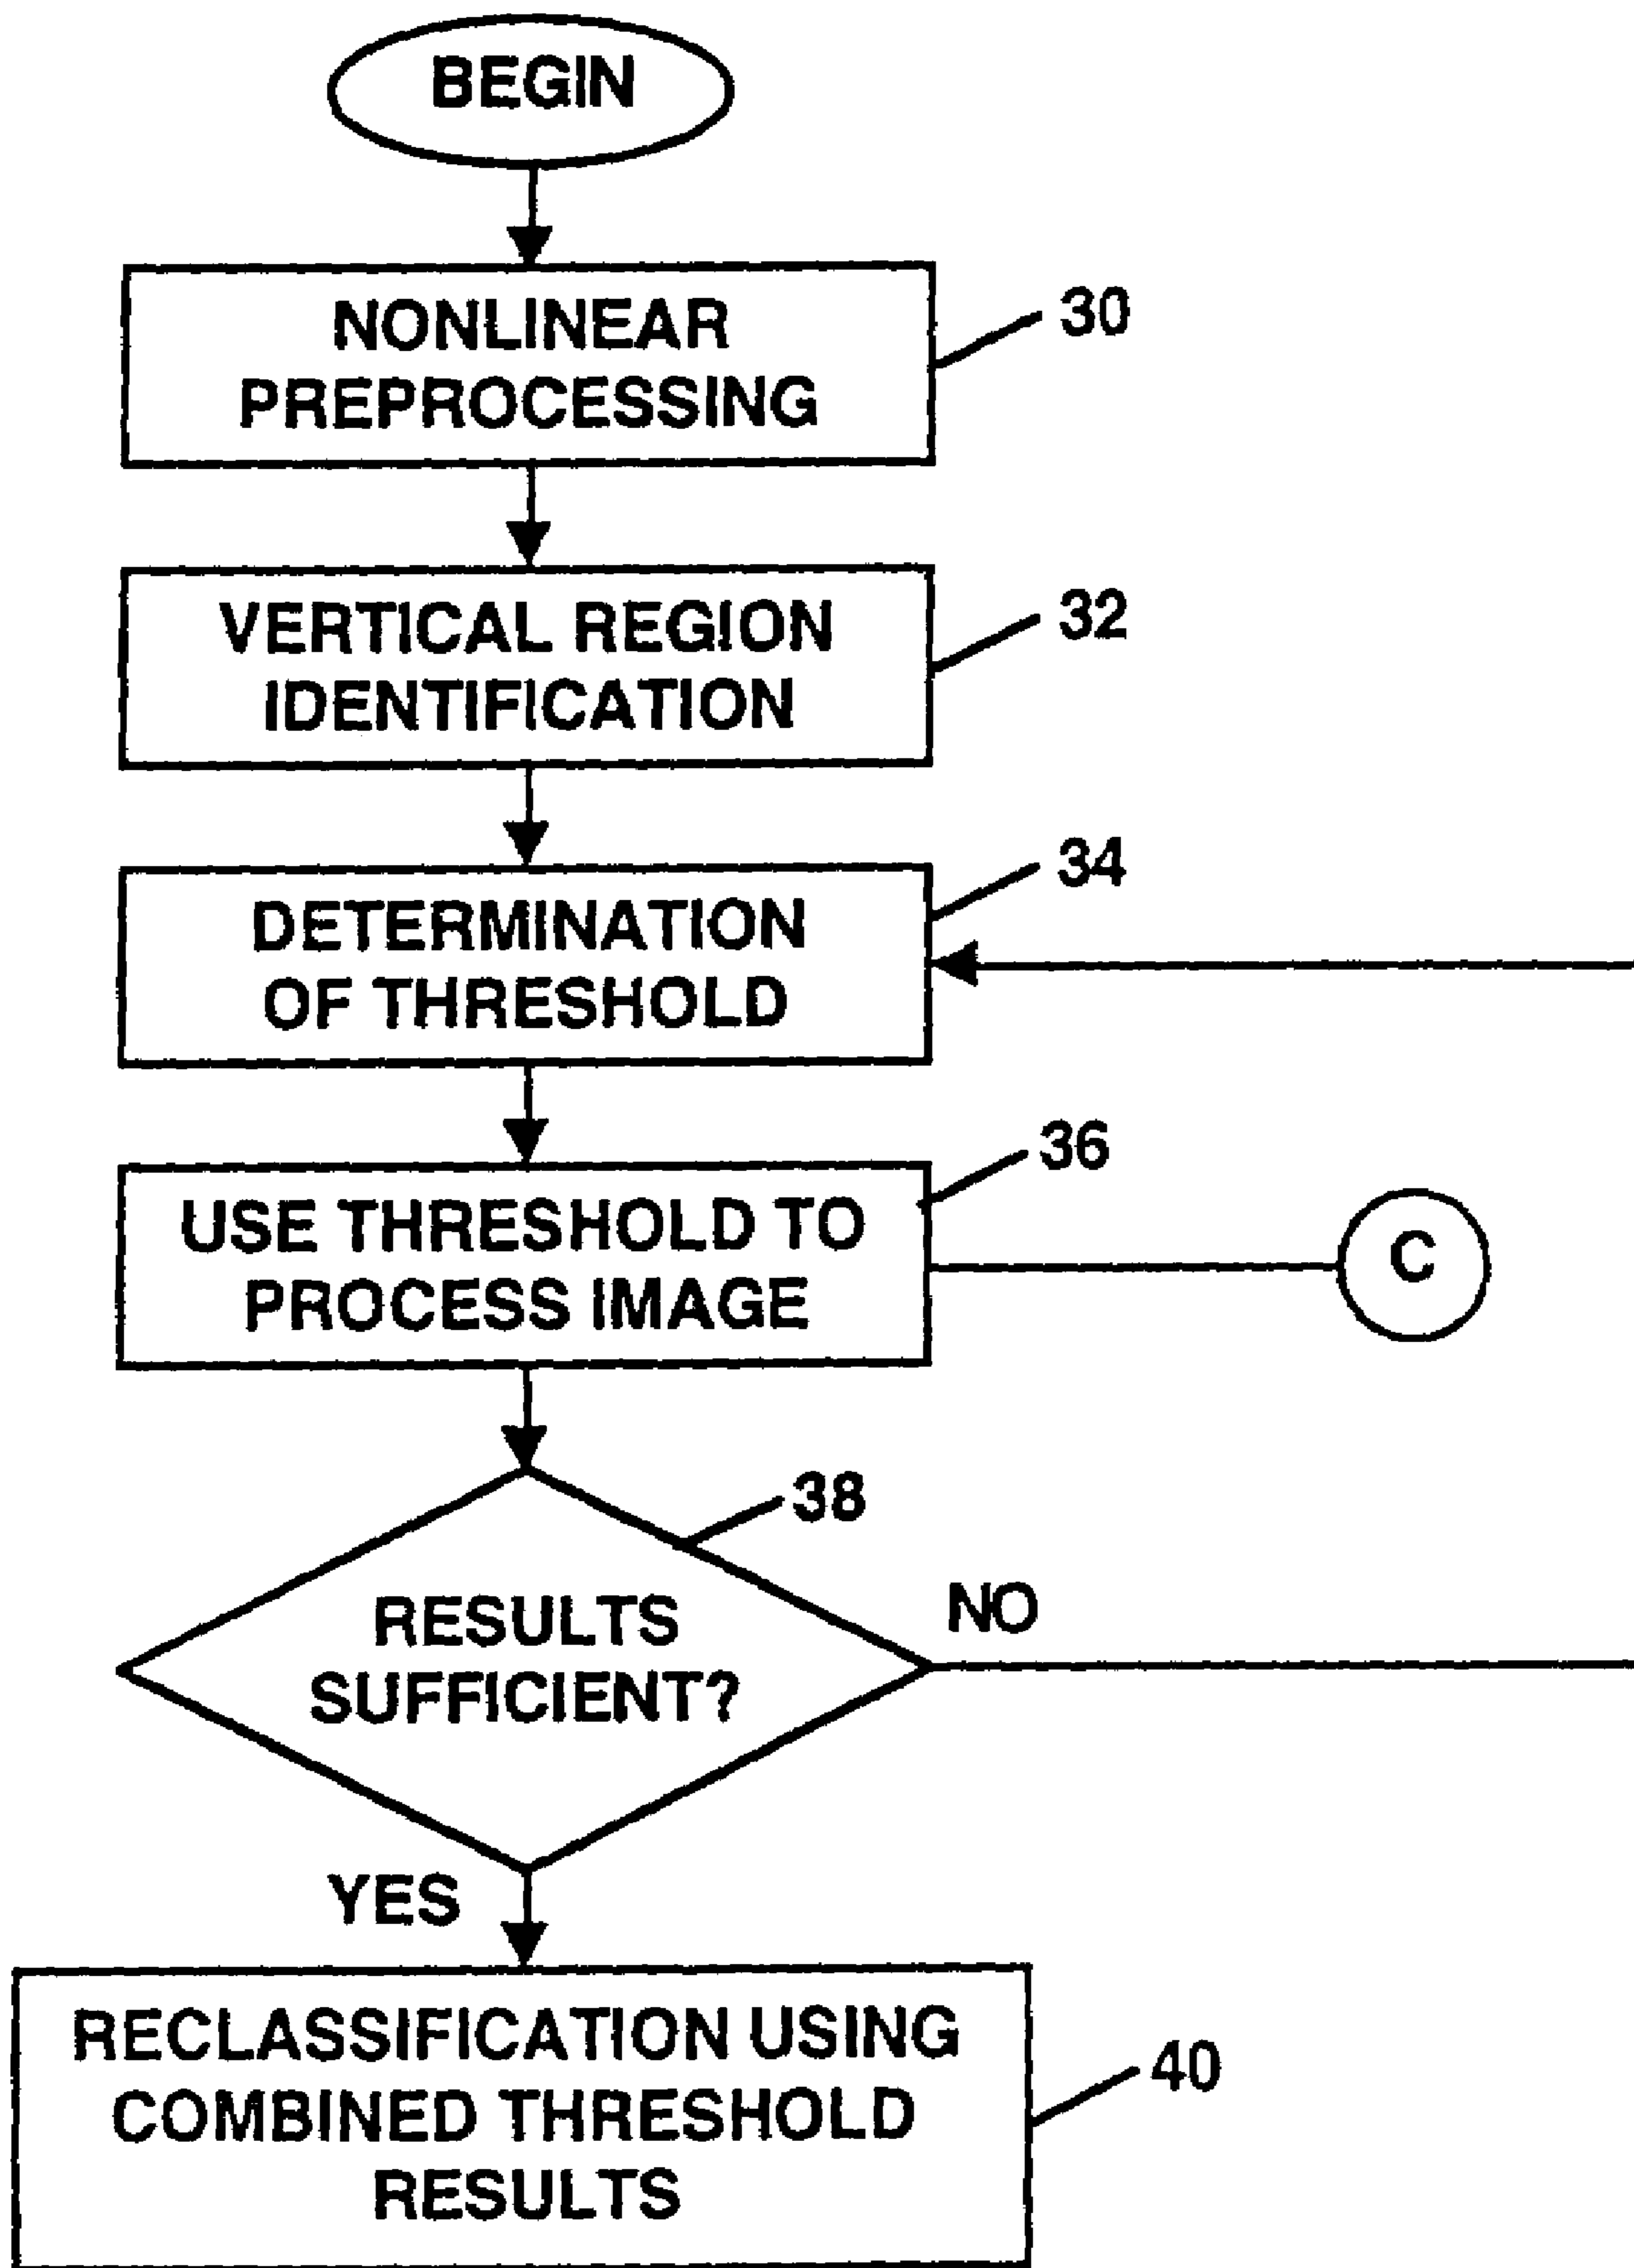 BEGIN
NONLINEAR
PREPROCESSING
30
VERTICAL REGION
IDENTIFICATION
32
DETERMINATION
OF THRESHOLD
34
USE THRESHOLD TO
PROCESS IMAGE
36
C
RESULTS
SUFFICIENT?
38
NO
YES
RECLASSIFICATION USING
COMBINED THRESHOLD
RESULTS
40